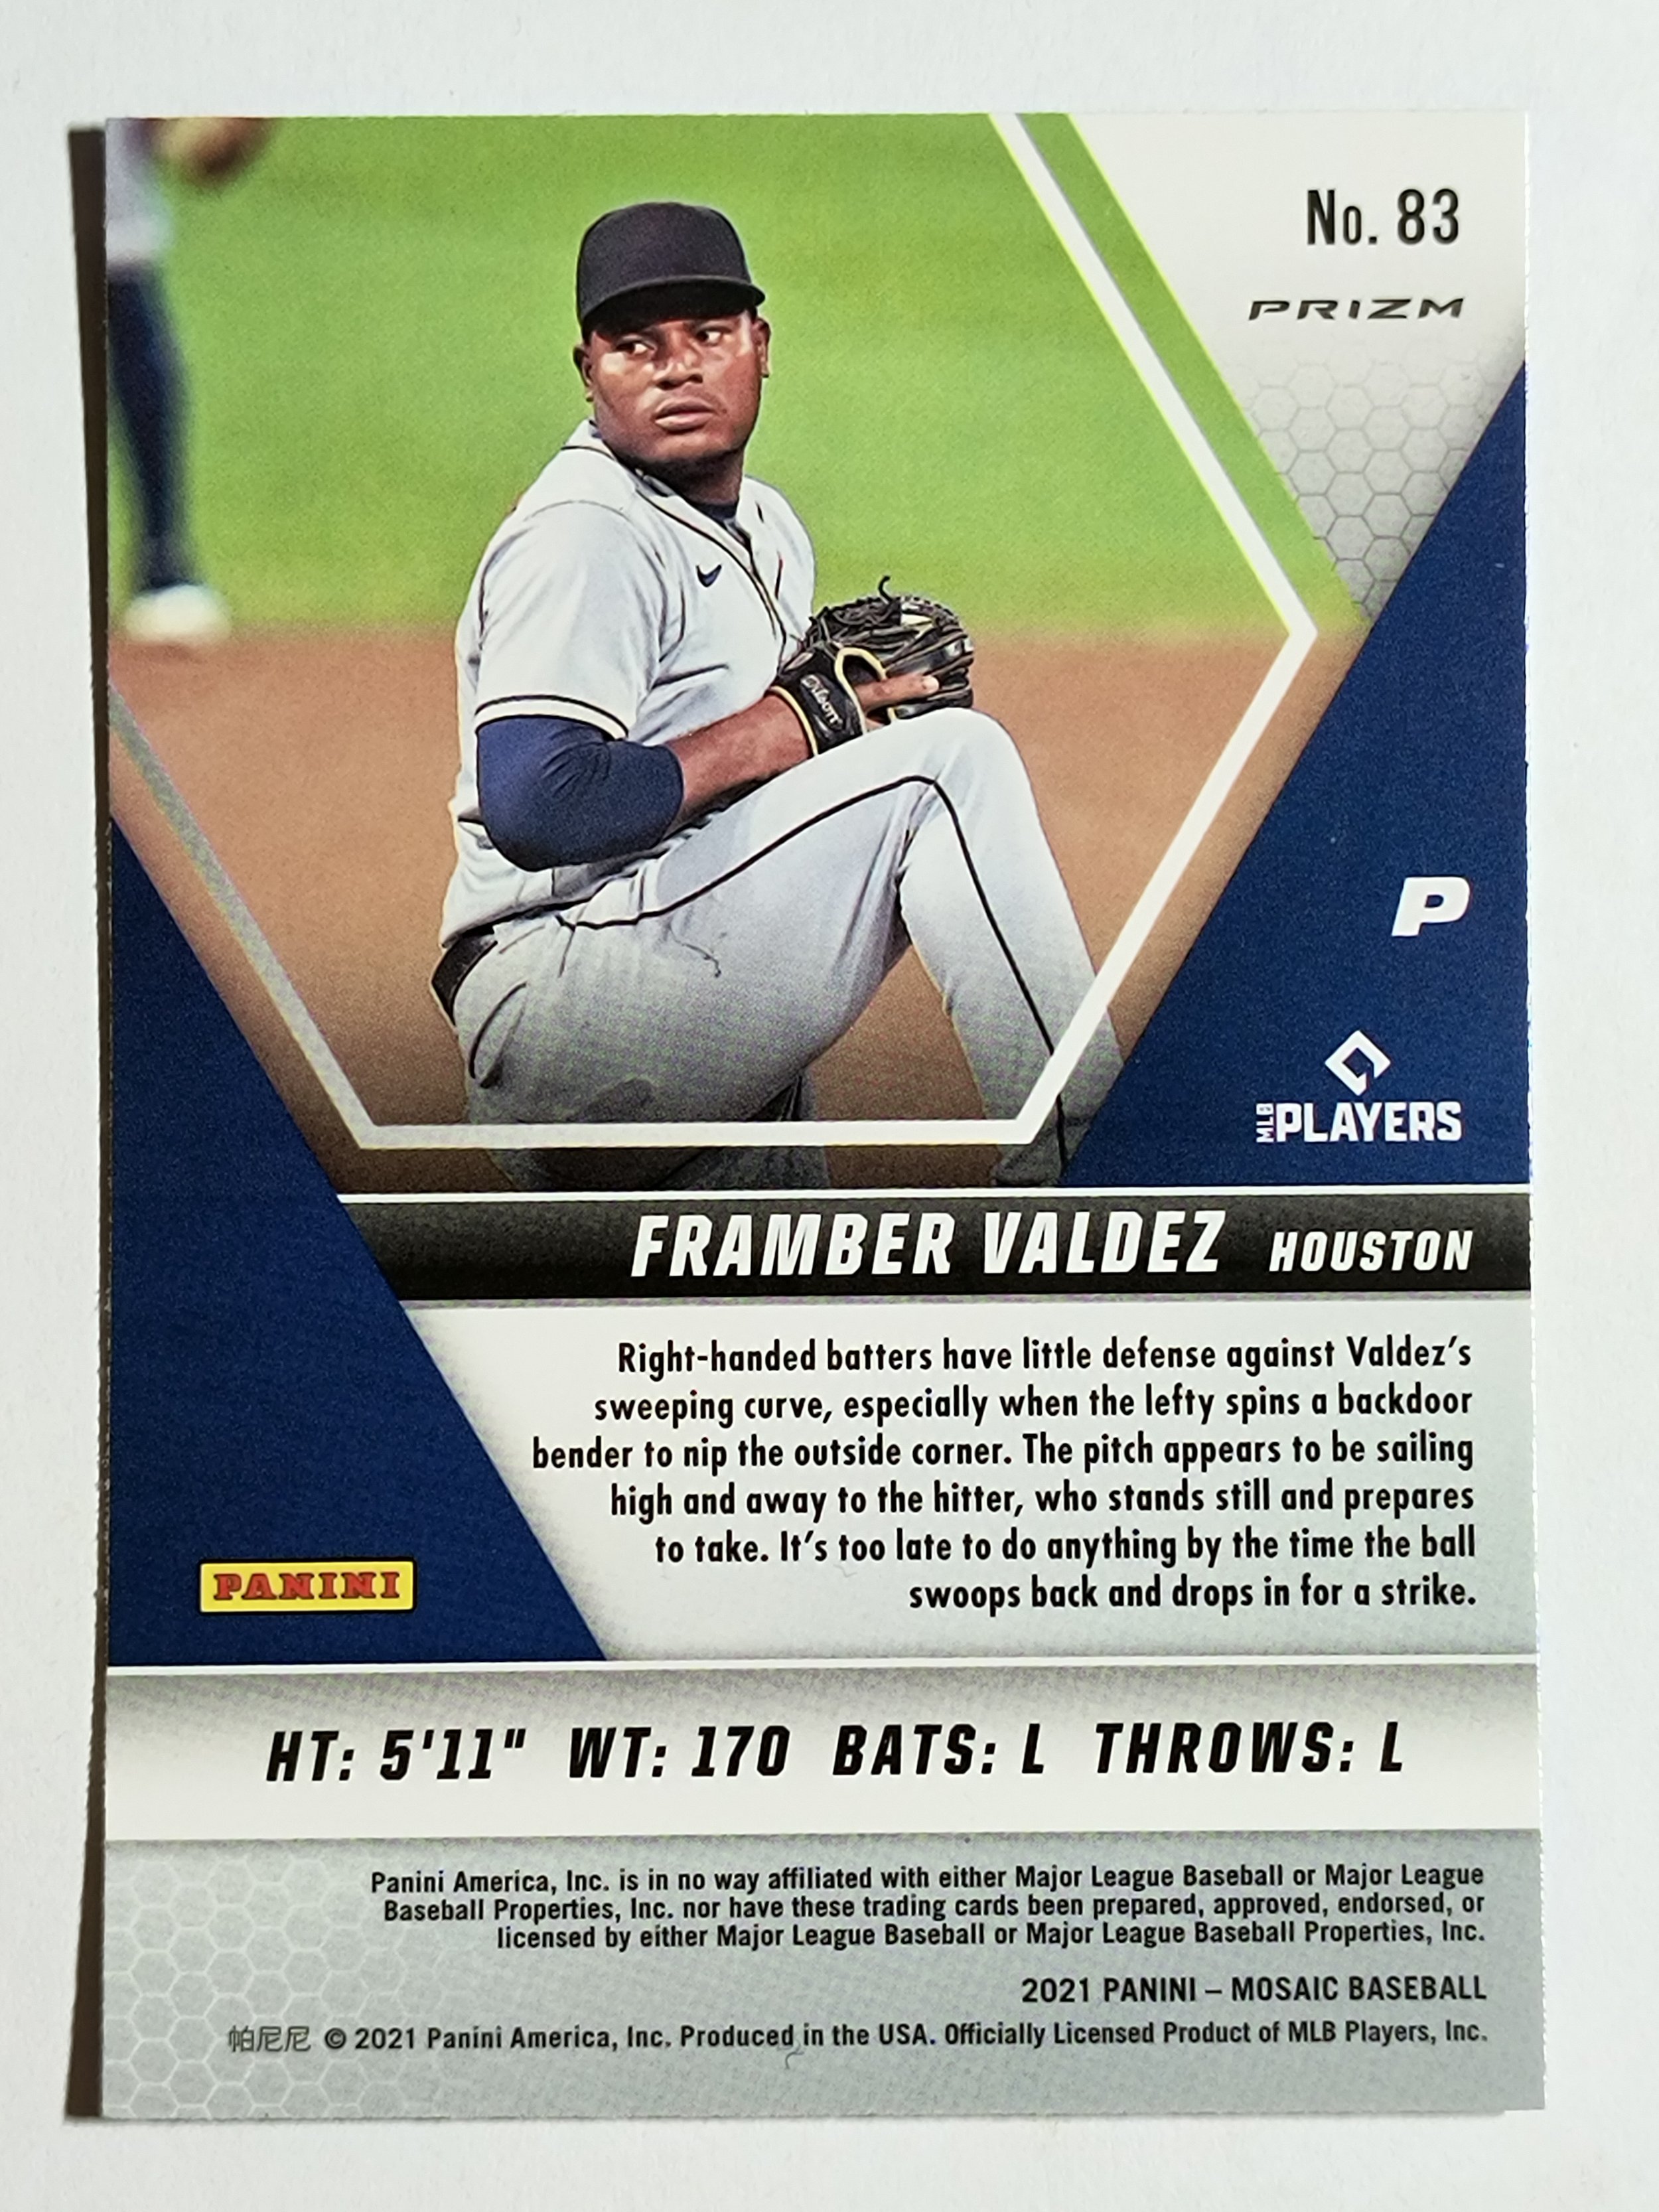 No. 83
PRIZM
Wilson
P
MLB PLAYERS
FRAMBER VALDEZ HOUSTON
Right-handed batters have little defense against Valdez's
sweeping curve, especially when the lefty spins a backdoor
bender to nip the outside corner. The pitch appears to be sailing
high and away to the hitter, who stands still and prepares
to take. It's too late to do anything by the time the ball
swoops back and drops in for a strike.
PANINI
HT: 5'11" WT: 170 BATS: L THROWS: L
Panini America, Inc. is in no way affiliated with either Major League Baseball or Major League
Baseball Properties, Inc. nor have these trading cards been prepared, approved, endorsed, or
licensed by either Major League Baseball or Major League Baseball Properties, Inc.
2021 PANINI – MOSAIC BASEBALL
帕尼尼 © 2021 Panini America, Inc. Produced in the USA. Officially Licensed Product of MLB Players, Inc.